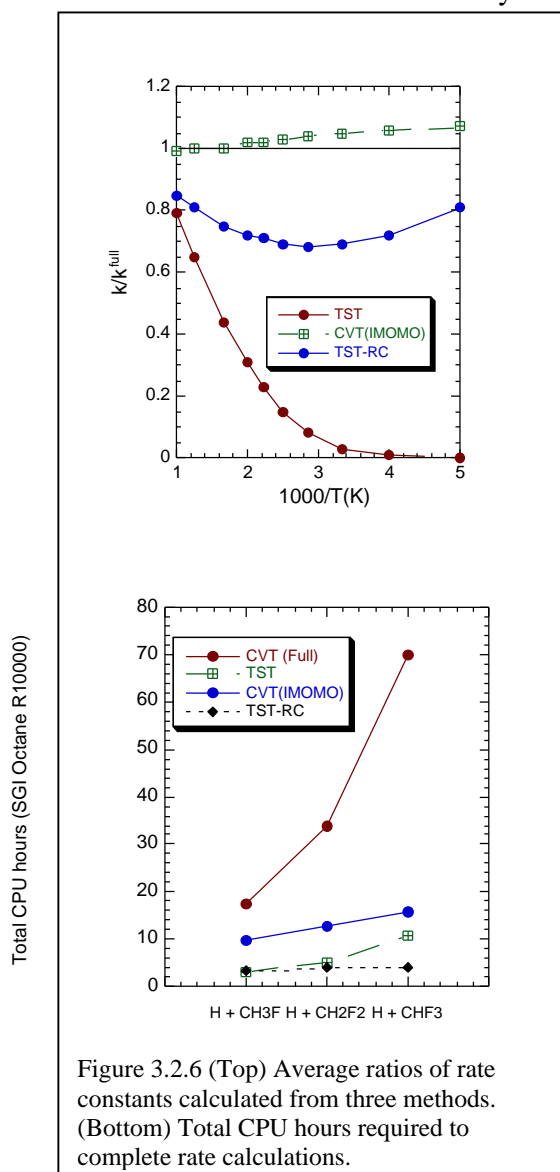 1.2
1
0.8
0.6
0.4
0.2
0
k/k^full
TST
CVT(IMOMO)
TST-RC
1 2 3 4 5
1000/T(K)
80
70
60
50
40
30
20
10
0
Total CPU hours (SGI Octane R10000)
CVT (Full)
TST
CVT(IMOMO)
TST-RC
H + CH3F H + CH2F2 H + CHF3
Figure 3.2.6 (Top) Average ratios of rate
constants calculated from three methods.
(Bottom) Total CPU hours required to
complete rate calculations.